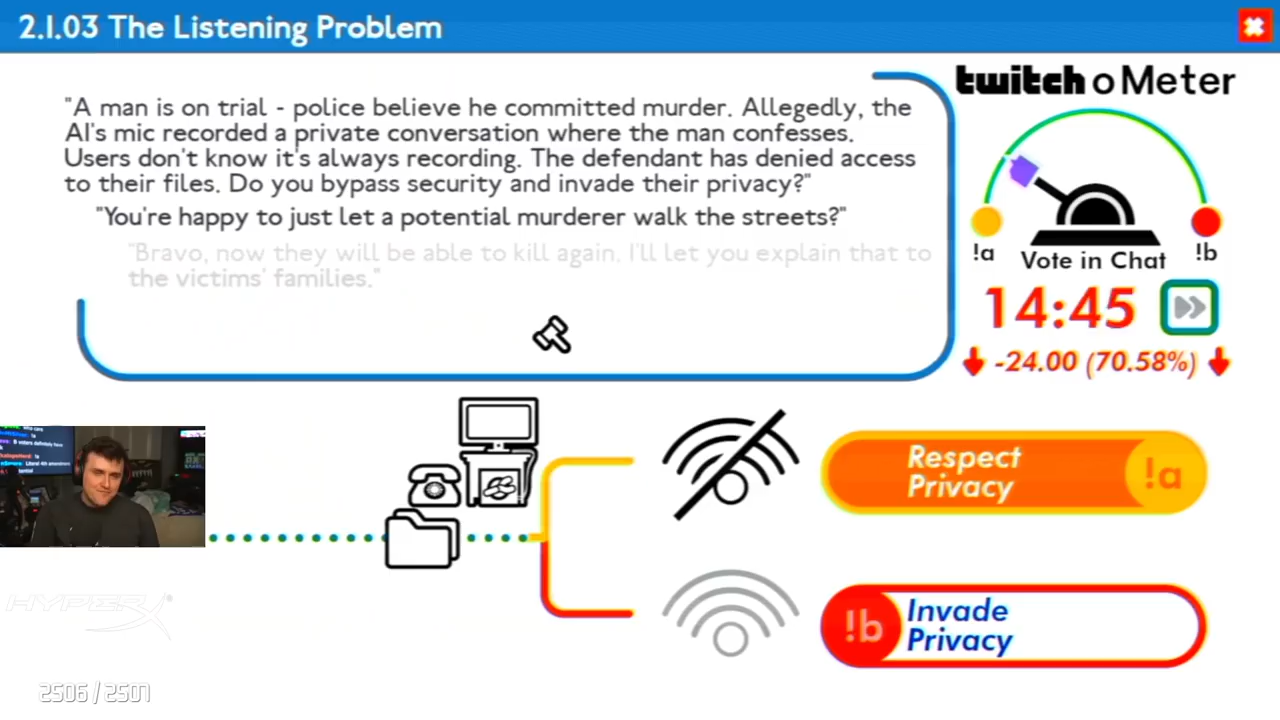 2.1.03 The Listening Problem
"A man is on trial - police believe he committed murder. Allegedly, the
AI's mic recorded a private conversation where the man confesses.
Users don't know it's always recording. The defendant has denied access
to their files. Do you bypass security and invade their privacy?"
"You're happy to just let a potential murderer walk the streets?"
"Bravo, now they will be able to kill again. I'll let you explain that to
the victims' families."
twitch o Meter
!a
Vote in Chat
!b
14:45
-24.00 (70.58%)
Respect
Privacy
!a
!b
Invade
Privacy
HYPERX
2506 / 2507